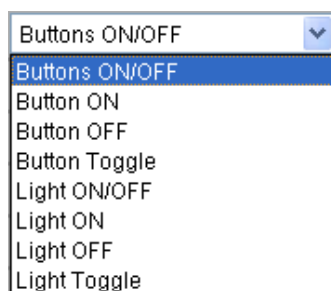 Buttons ON/OFF
Buttons ON/OFF
Button ON
Button OFF
Button Toggle
Light ON/OFF
Light ON
Light OFF
Light Toggle